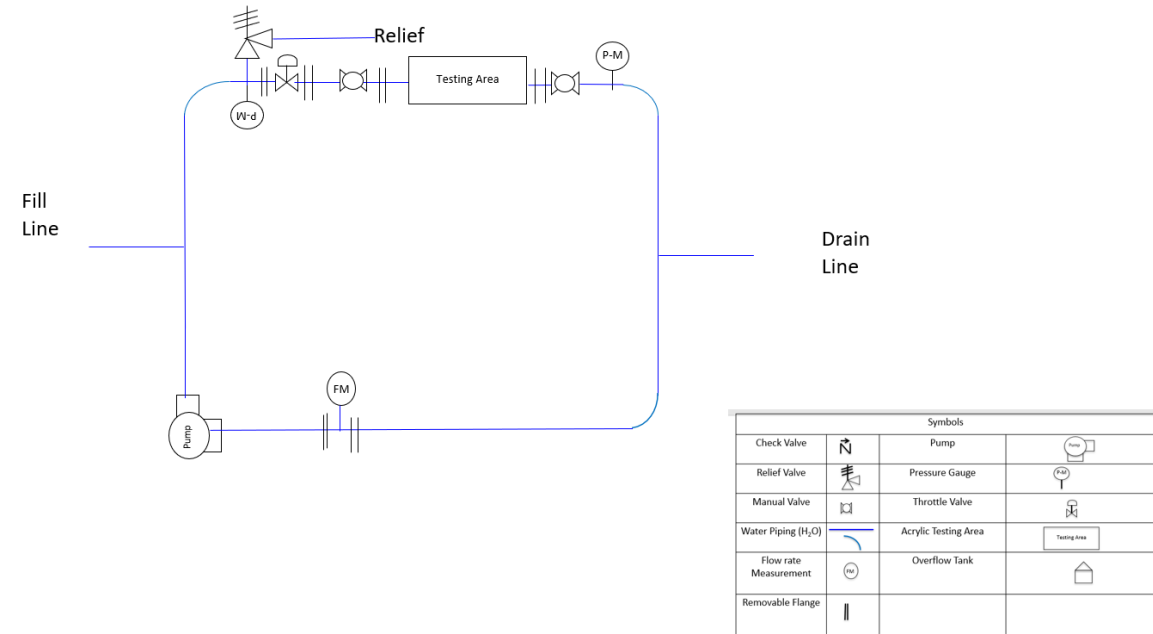 Relief
P-M
P-M
Testing Area
Fill
Line
Drain
Line
FM
Pump
Symbols
Check Valve
N
Pump
Pump
Relief Valve
Pressure Gauge
P-M
Manual Valve
Throttle Valve
Water Piping (H₂O)
Acrylic Testing Area
Testing Area
Flow rate
Measurement
FM
Overflow Tank
Removable Flange